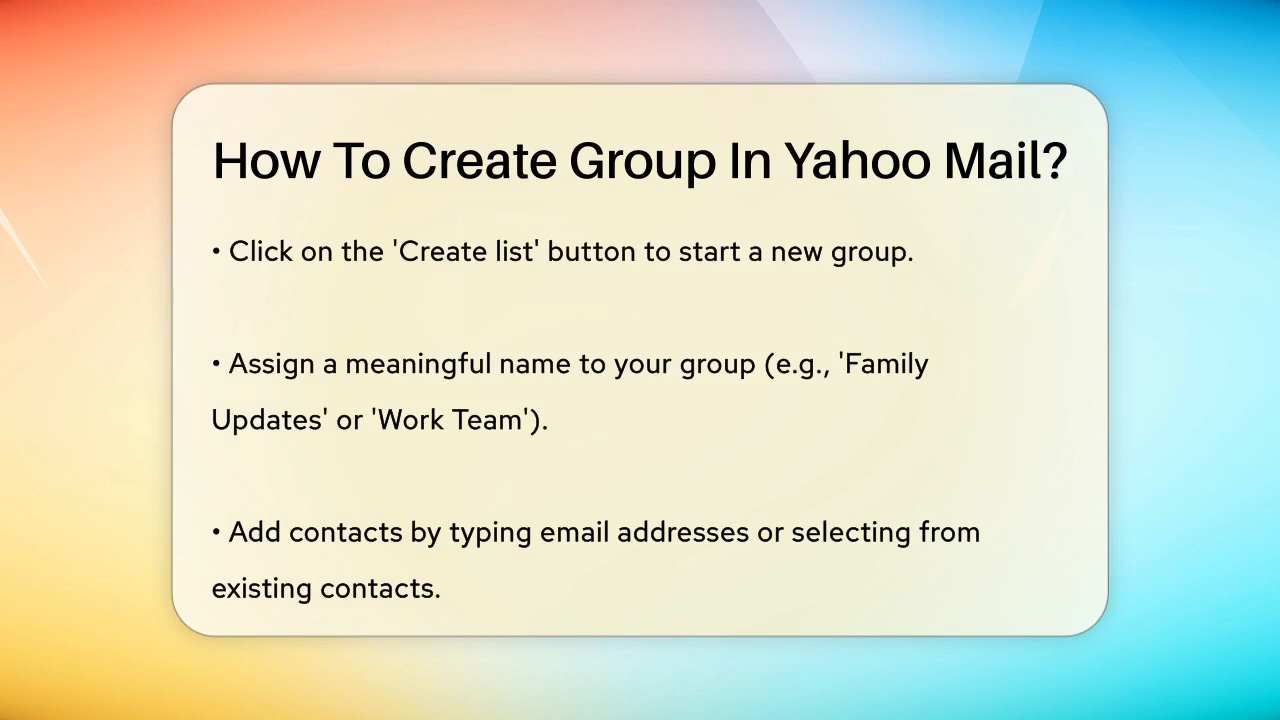 How To Create Group In Yahoo Mail?
• Click on the 'Create list' button to start a new group.
• Assign a meaningful name to your group (e.g., 'Family
Updates' or 'Work Team').
• Add contacts by typing email addresses or selecting from
existing contacts.